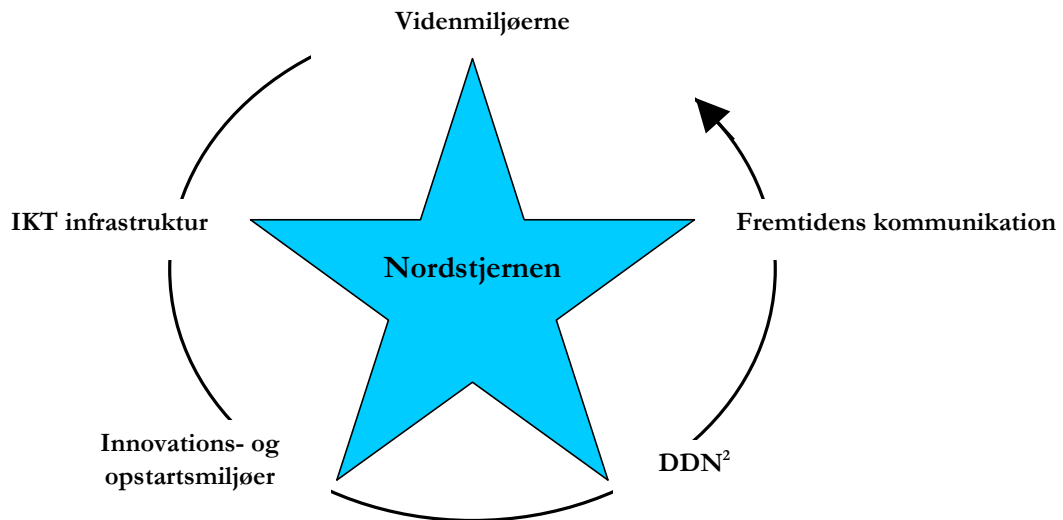 Videnmiljøerne
IKT infrastruktur
Fremtidens kommunikation
Nordstjernen
Innovations- og
opstartsmiljøer
DDN²